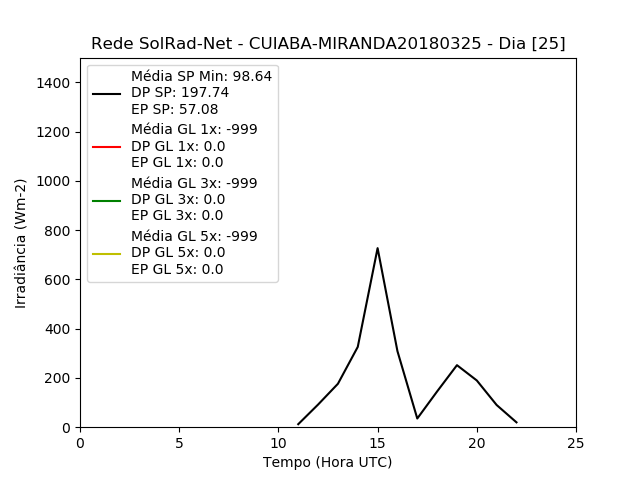 Rede SolRad-Net - CUIABA-MIRANDA20180325 - Dia [25]
Média SP Min: 98.64
DP SP: 197.74
EP SP: 57.08
Média GL 1x: -999
DP GL 1x: 0.0
EP GL 1x: 0.0
Média GL 3x: -999
DP GL 3x: 0.0
EP GL 3x: 0.0
Média GL 5x: -999
DP GL 5x: 0.0
EP GL 5x: 0.0
Irradiância (Wm-2)
1400
1200
1000
800
600
400
200
0
0 5 10 15 20 25
Tempo (Hora UTC)